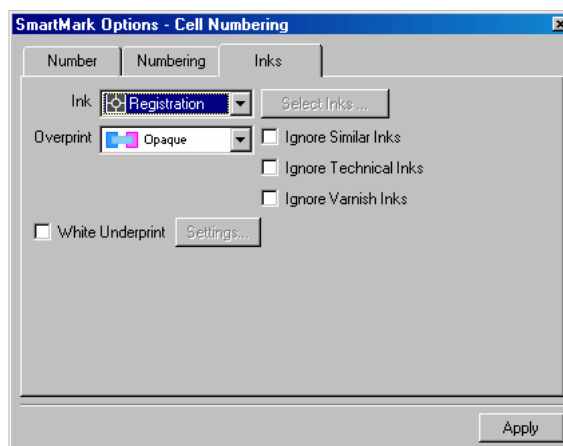 SmartMark Options - Cell Numbering
Number Numbering Inks
Ink Registration Select Inks ...
Overprint Opaque Ignore Similar Inks
Ignore Technical Inks
Ignore Varnish Inks
White Underprint Settings...
Apply